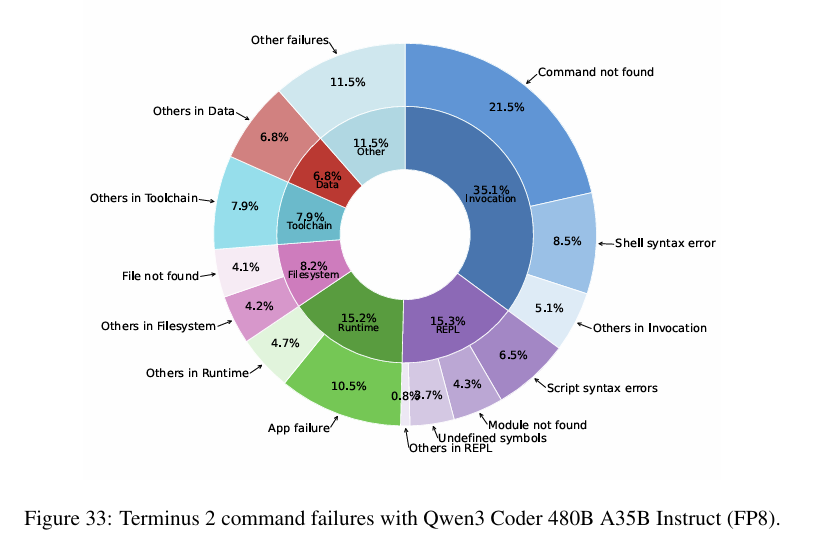 Other failures
11.5%
Command not found
21.5%
Others in Data
6.8%
11.5%
Other
6.8%
Data
35.1%
Invocation
Others in Toolchain
7.9%
7.9%
Toolchain
Shell syntax error
8.5%
File not found
4.1%
8.2%
Filesystem
Others in Filesystem
4.2%
15.2%
Runtime
15.3%
REPL
5.1%
Others in Invocation
Others in Runtime
4.7%
6.5%
Script syntax errors
App failure
10.5%
0.8%
3.7%
4.3%
Module not found
Undefined symbols
Others in REPL
Figure 33: Terminus 2 command failures with Qwen3 Coder 480B A35B Instruct (FP8).